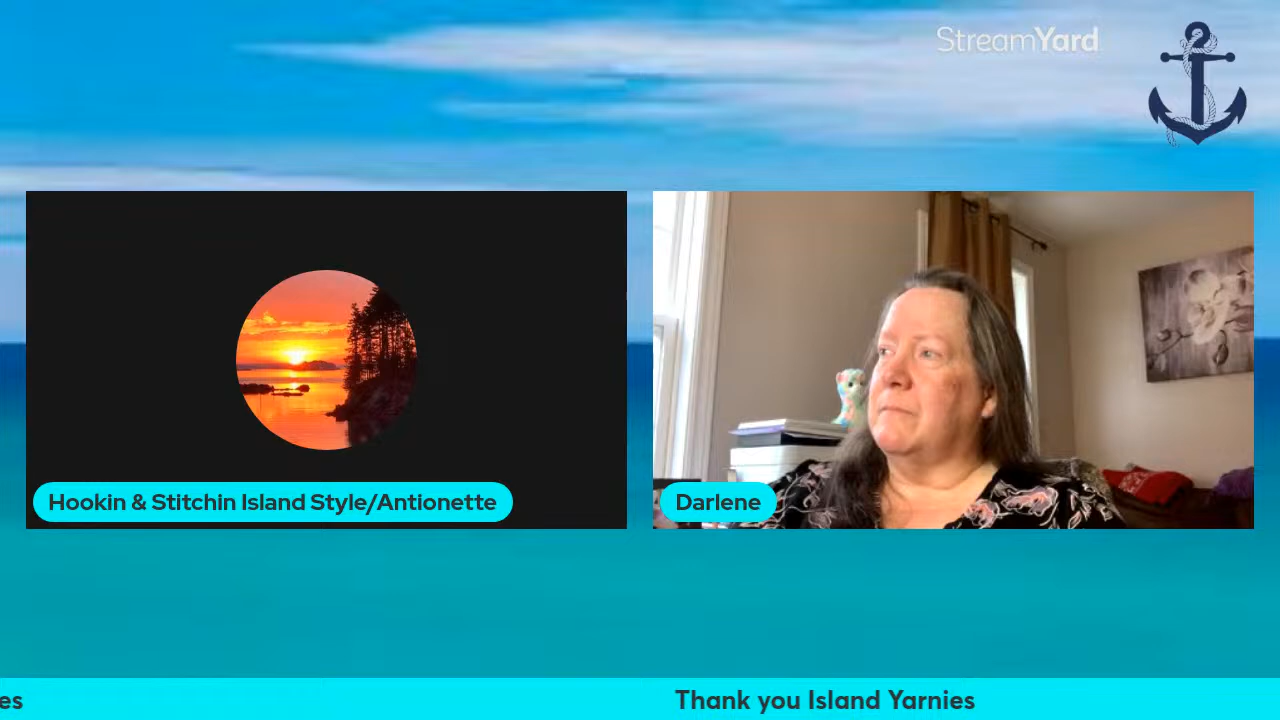 StreamYard
Hookin & Stitchin Island Style/Antionette
Darlene
es
Thank you Island Yarnies